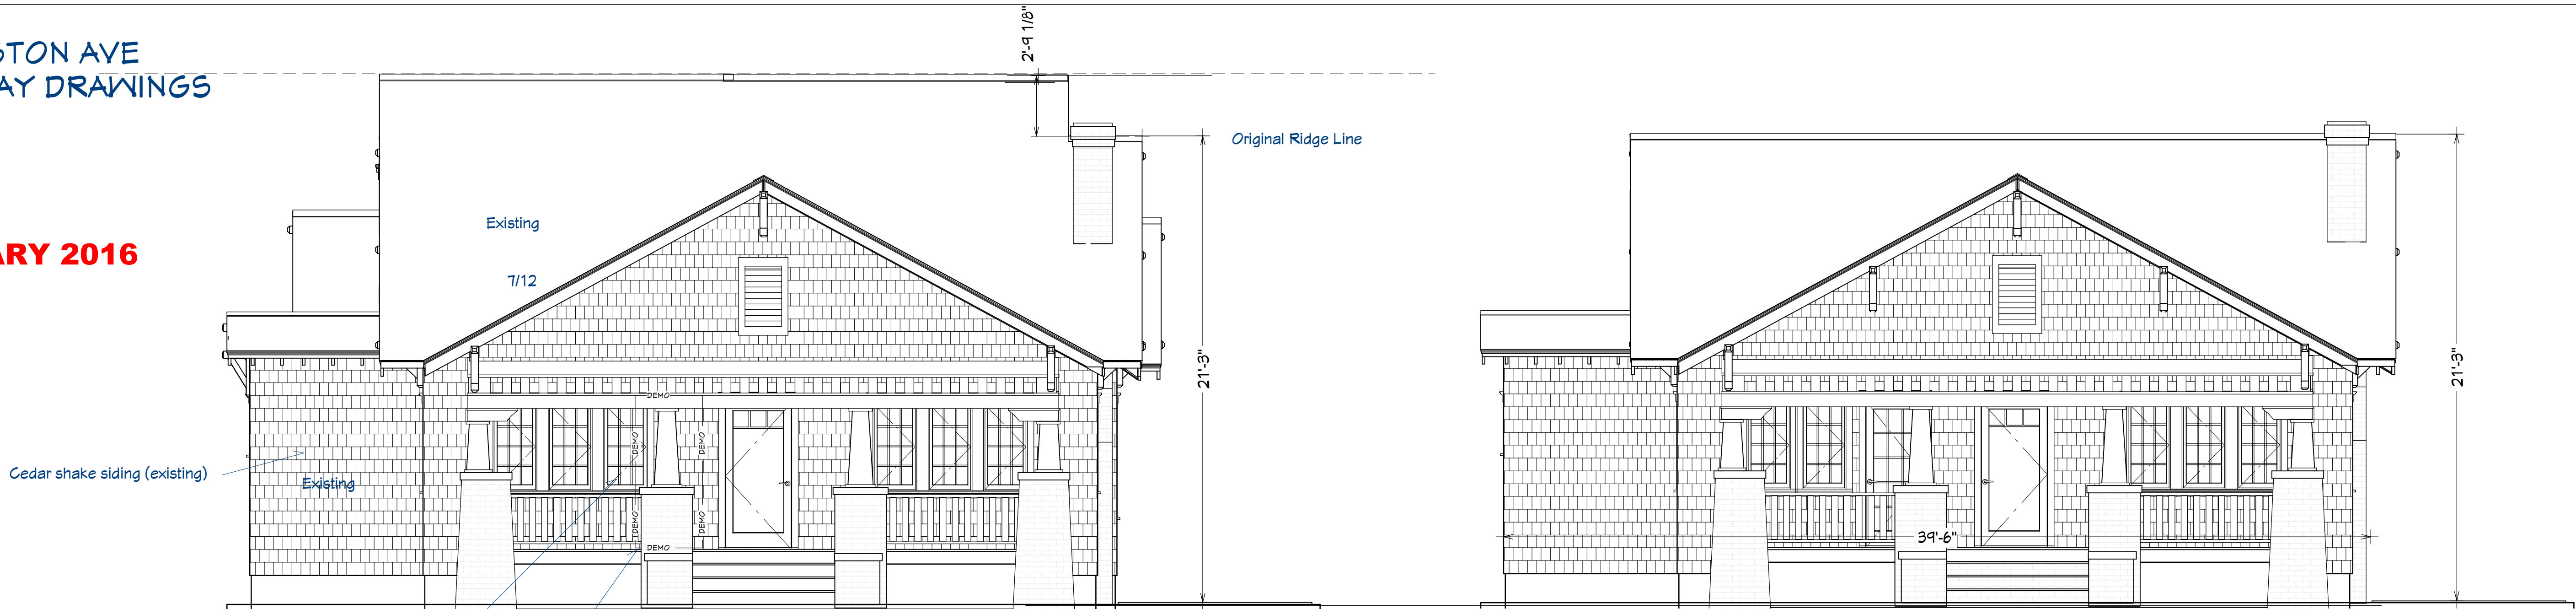 STON AVE
AY DRAWINGS
ARY 2016
2'-9 1/8"
Original Ridge Line
Existing
7/12
21'-3"
21'-3"
DEMO
DEMO
DEMO
Cedar shake siding (existing)
Existing
DEMO
DEMO
DEMO
39'-6"